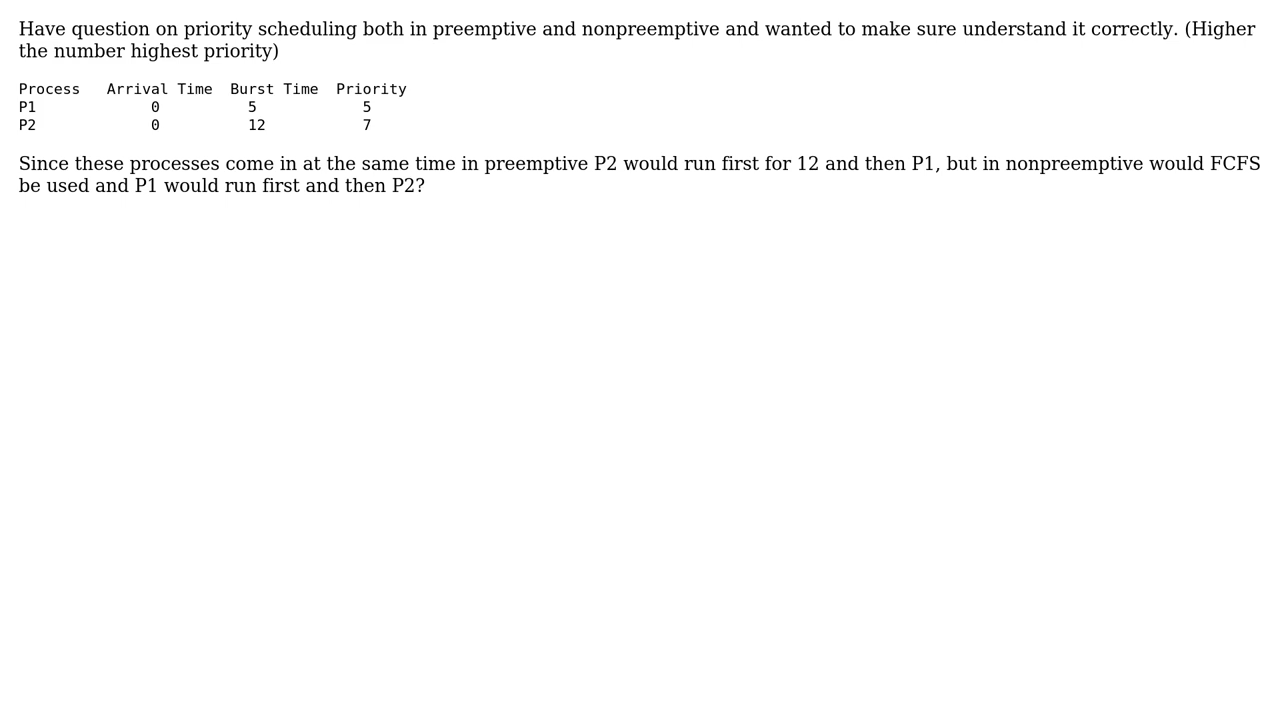 Have question on priority scheduling both in preemptive and nonpreemptive and wanted to make sure understand it correctly. (Higher
the number highest priority)
Process   Arrival Time  Burst Time  Priority
P1             0          5            5
P2             0          12           7
Since these processes come in at the same time in preemptive P2 would run first for 12 and then P1, but in nonpreemptive would FCFS
be used and P1 would run first and then P2?